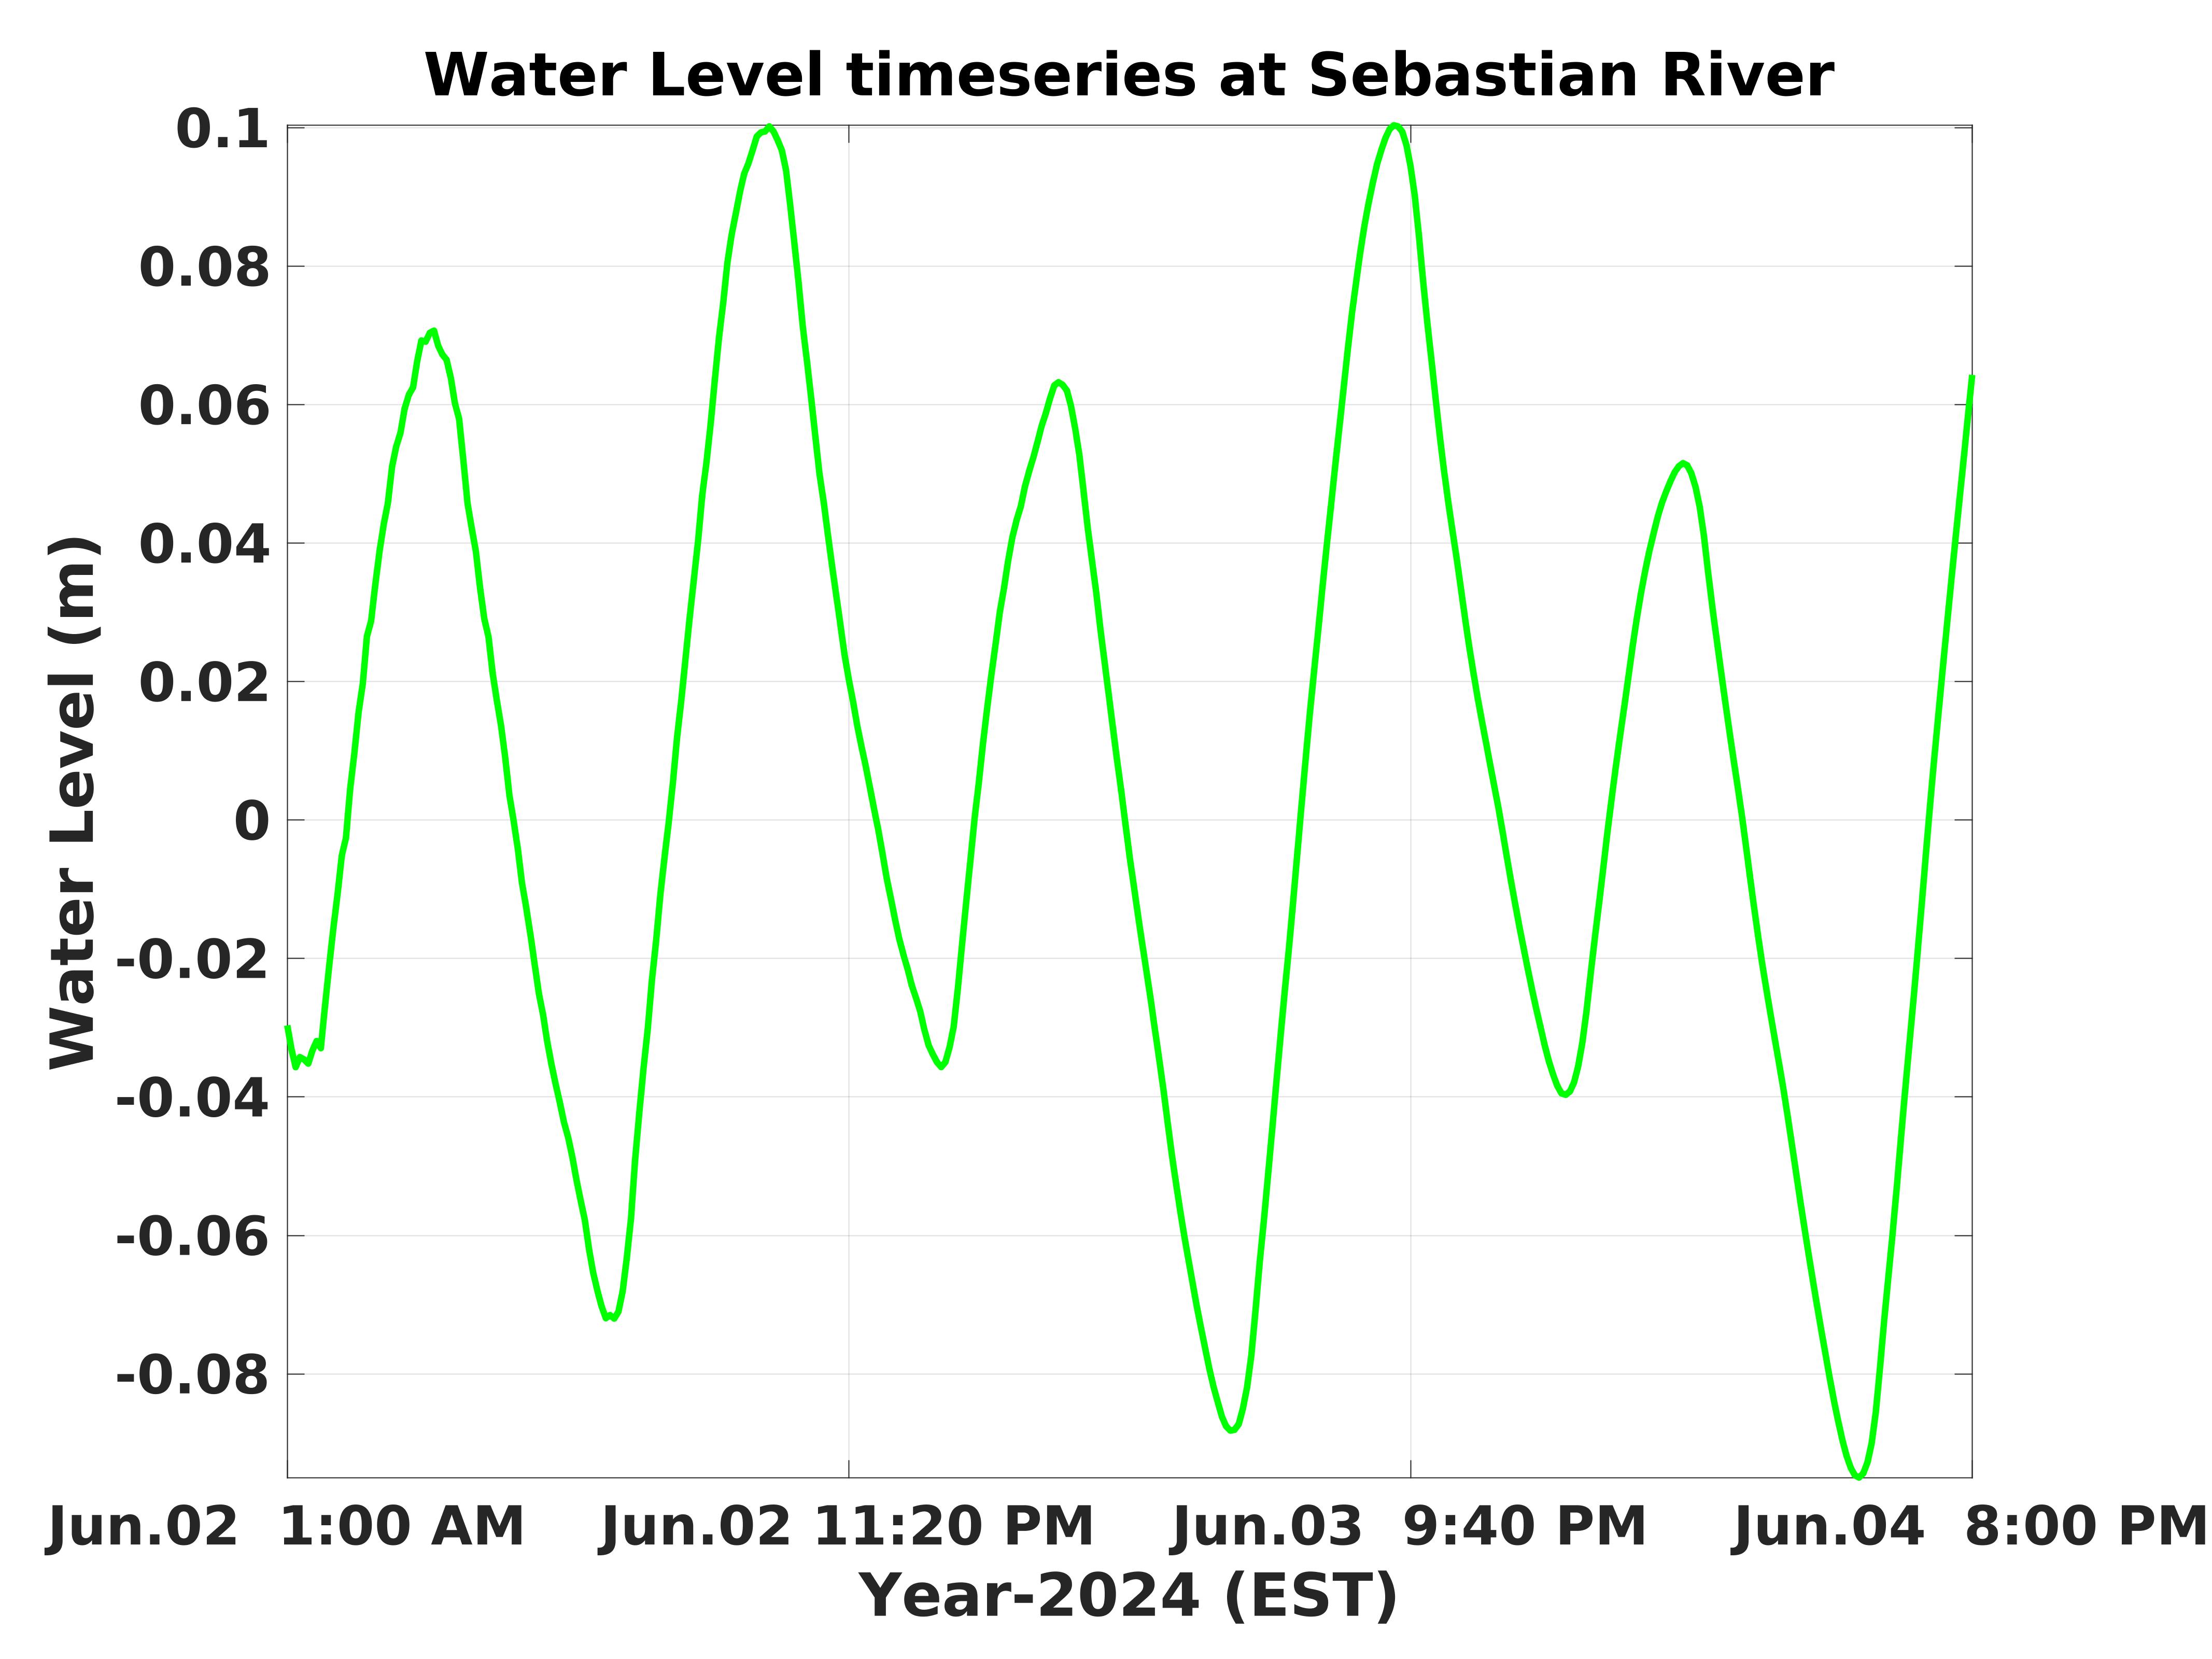 Water Level timeseries at Sebastian River
Water Level (m)
0.1
0.08
0.06
0.04
0.02
0
-0.02
-0.04
-0.06
-0.08
Jun.02 1:00 AM Jun.02 11:20 PM Jun.03 9:40 PM Jun.04 8:00 PM
Year-2024 (EST)